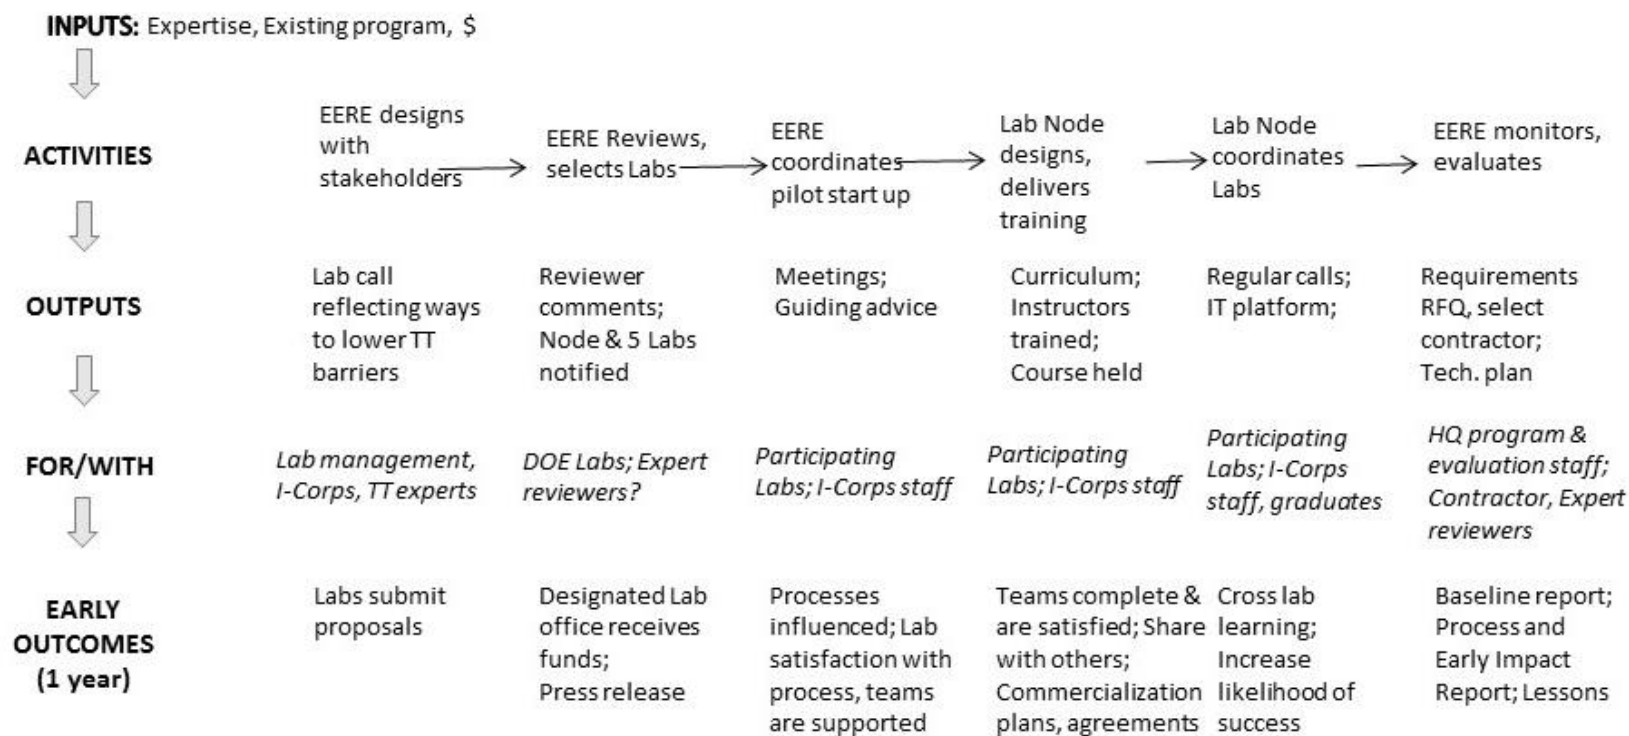 INPUTS: Expertise, Existing program, $
ACTIVITIES
EERE designs
with
stakeholders
EERE Reviews,
selects Labs
EERE
coordinates
pilot start up
Lab Node
designs,
delivers
training
Lab Node
coordinates
Labs
EERE monitors,
evaluates
OUTPUTS
Lab call
reflecting ways
to lower TT
barriers
Reviewer
comments;
Node & 5 Labs
notified
Meetings;
Guiding advice
Curriculum;
Instructors
trained;
Course held
Regular calls;
IT platform;
Requirements
RFQ, select
contractor;
Tech. plan
FOR/WITH
Lab management,
I-Corps, TT experts
DOE Labs; Expert
reviewers?
Participating
Labs; I-Corps staff
Participating
Labs; I-Corps staff
Participating
Labs; I-Corps
staff, graduates
HQ program &
evaluation staff;
Contractor, Expert
reviewers
EARLY
OUTCOMES
(1 year)
Labs submit
proposals
Designated Lab
office receives
funds;
Press release
Processes
influenced; Lab
satisfaction with
process, teams
are supported
Teams complete &
are satisfied; Share
with others;
Commercialization
plans, agreements
Cross lab
learning;
Increase
likelihood of
success
Baseline report;
Process and
Early Impact
Report; Lessons